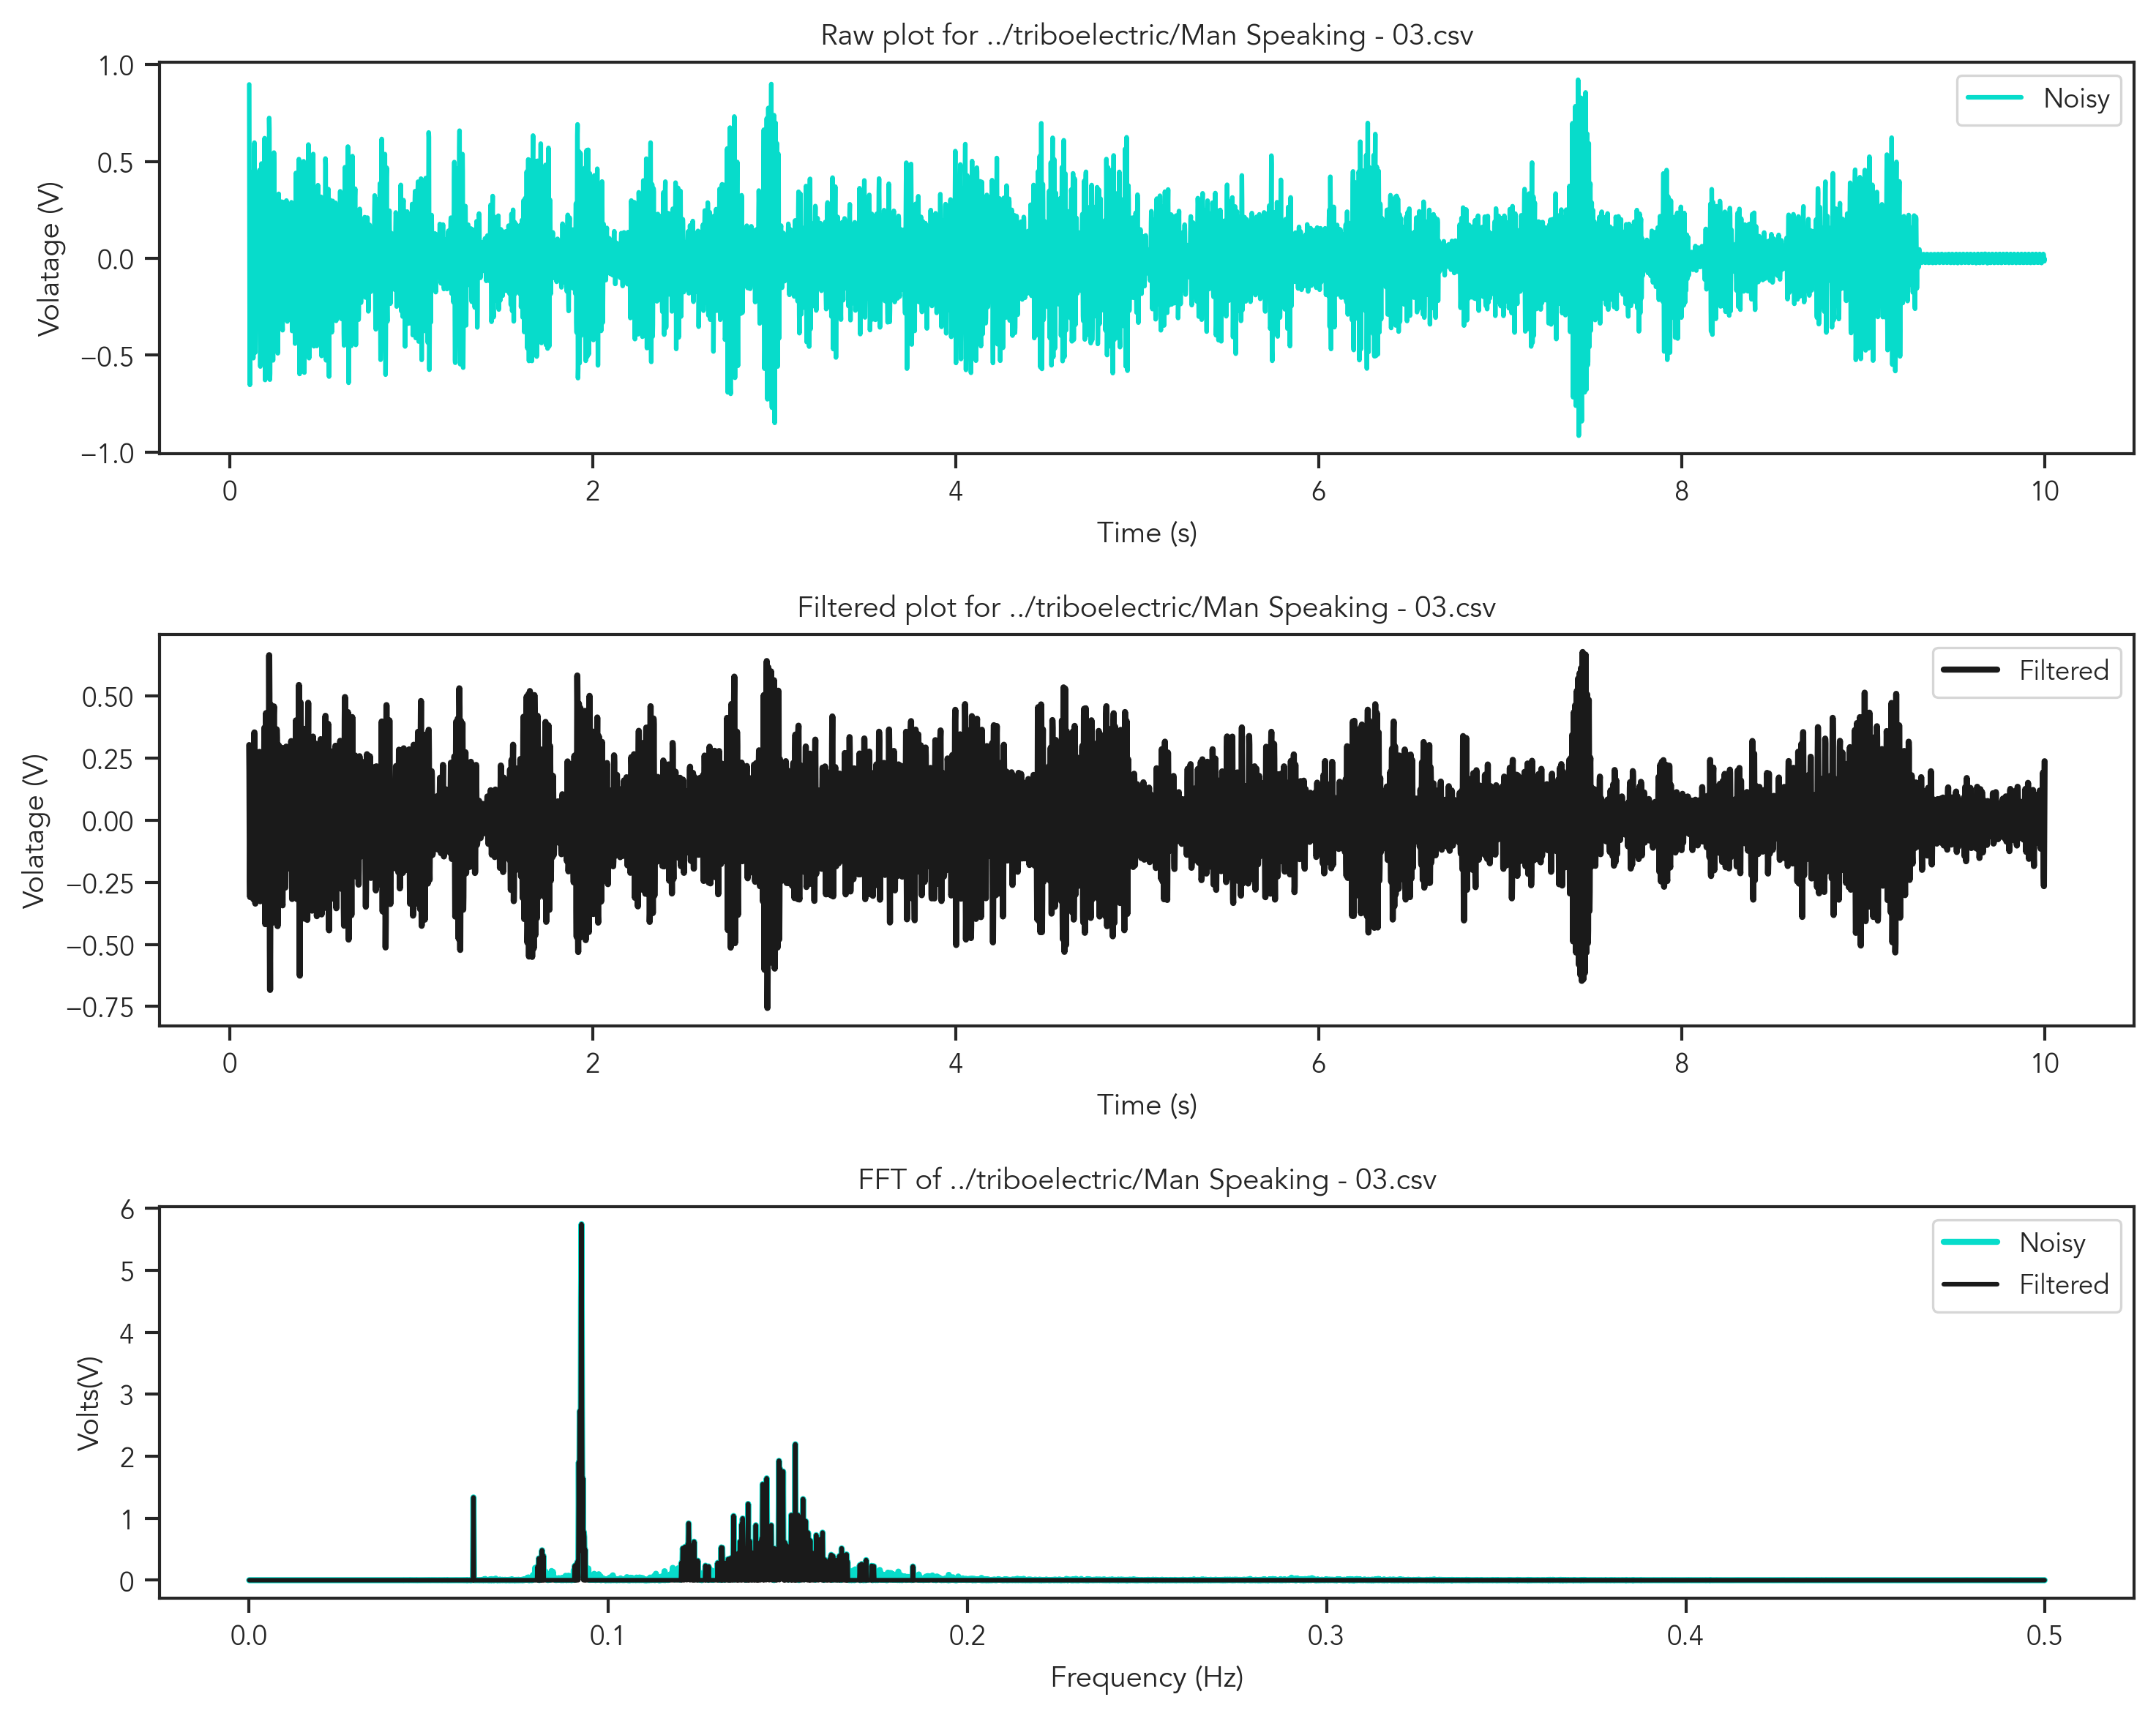 Raw plot for ../triboelectric/Man Speaking - 03.csv
1.0
0.5
0.0
−0.5
−1.0
Volatage (V)
Noisy
0 2 4 6 8 10
Time (s)
Filtered plot for ../triboelectric/Man Speaking - 03.csv
0.50
0.25
0.00
−0.25
−0.50
−0.75
Volatage (V)
Filtered
0 2 4 6 8 10
Time (s)
FFT of ../triboelectric/Man Speaking - 03.csv
6
5
4
3
2
1
0
Volts(V)
Noisy
Filtered
0.0 0.1 0.2 0.3 0.4 0.5
Frequency (Hz)